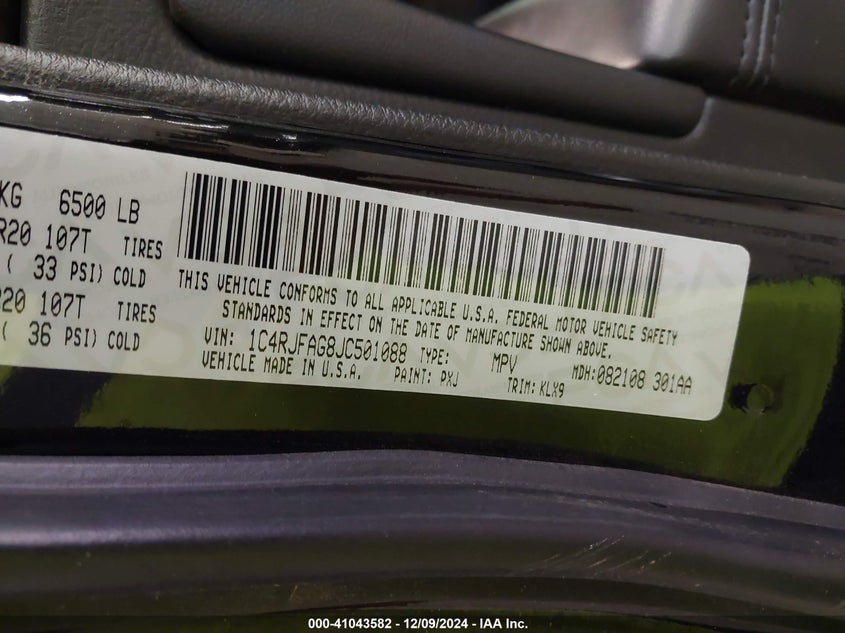 KG 6500 LB
R20 107T TIRES
( 33 PSI) COLD
R20 107T TIRES
( 36 PSI) COLD
THIS VEHICLE CONFORMS TO ALL APPLICABLE U.S.A. FEDERAL MOTOR VEHICLE SAFETY
STANDARDS IN EFFECT ON THE DATE OF MANUFACTURE SHOWN ABOVE.
VIN: 1C4RJFAG8JC501088 TYPE: MPV MDH:082108 301AA
VEHICLE MADE IN U.S.A. PAINT: PXJ TRIM: KLX9
000-41043582 - 12/09/2024 - IAA Inc.